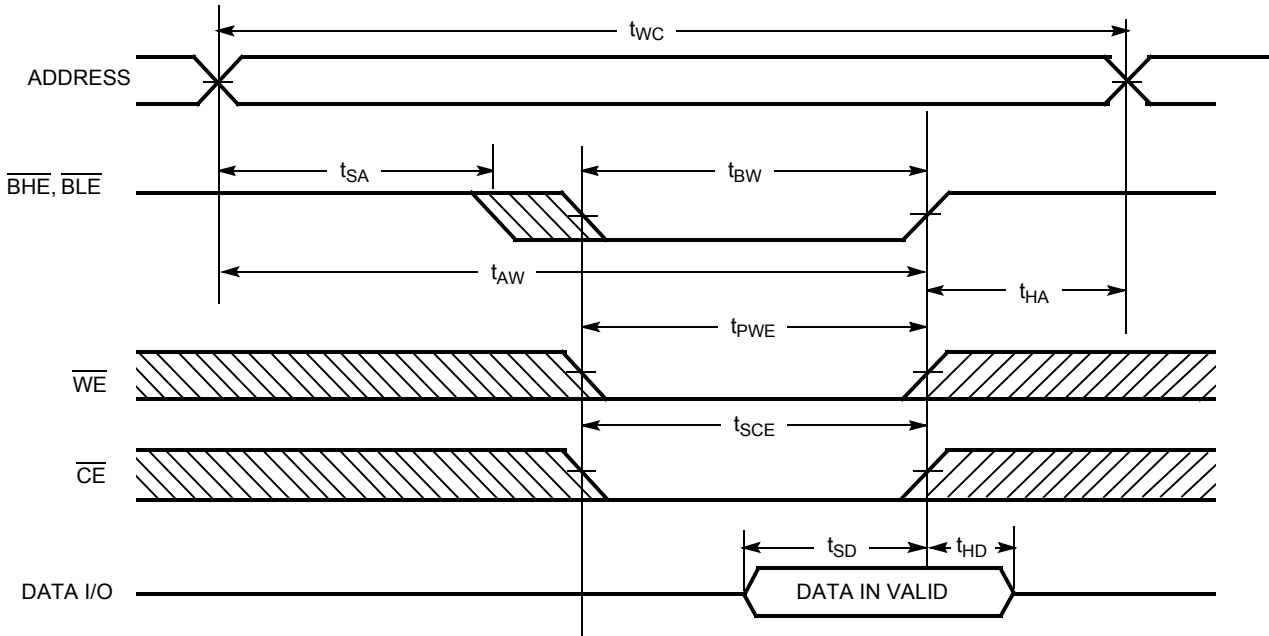 tWC
ADDRESS
tSA
tBW
BHE, BLE
tAW
tHA
tPWE
WE
tSCE
CE
tSD
tHD
DATA I/O
DATA IN VALID